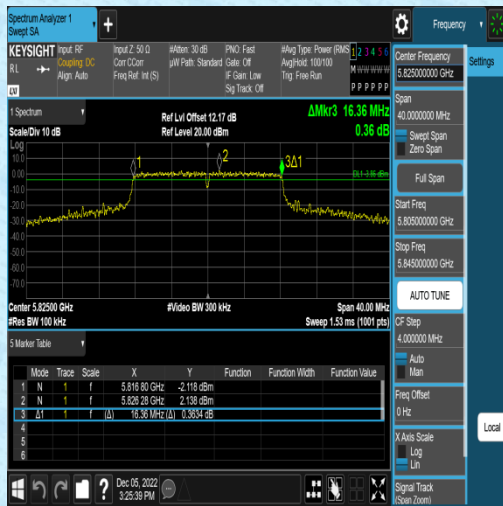 Spectrum Analyzer 1
Swept SA
Frequency
KEYSIGHT
RL
LXI
Input: RF
Coupling: DC
Align: Auto
Input Z: 50 Ω
Corr CCorr
Freq Ref: Int (S)
#Atten: 30 dB
µW Path: Standard
PNO: Fast
Gate: Off
IF Gain: Low
Sig Track: Off
#Avg Type: Power (RMS
Avg|Hold: 100/100
Trig: Free Run
1 2 3 4 5 6
M W W W W W
P P P P P P
Center Frequency
5.825000000 GHz
Settings
Span
40.0000000 MHz
Swept Span
Zero Span
Full Span
Start Freq
5.805000000 GHz
Stop Freq
5.845000000 GHz
AUTO TUNE
CF Step
4.000000 MHz
Auto
Man
Freq Offset
0 Hz
X Axis Scale
Log
Lin
Signal Track
(Span Zoom)
Local
1 Spectrum
Scale/Div 10 dB
Ref Lvl Offset 12.17 dB
Ref Level 20.00 dBm
ΔMkr3 16.36 MHz
0.36 dB
Log
10.0
0.00
-10.0
-20.0
-30.0
-40.0
-50.0
-60.0
-70.0
1
2
3Δ1
DL1 -3.86 dBm
Center 5.82500 GHz
#Res BW 100 kHz
#Video BW 300 kHz
Span 40.00 MHz
Sweep 1.53 ms (1001 pts)
5 Marker Table
Mode Trace Scale X Y Function Function Width Function Value
1 N 1 f 5.816 80 GHz -2.118 dBm
2 N 1 f 5.826 28 GHz 2.138 dBm
3 Δ1 1 f (Δ) 16.36 MHz (Δ) 0.3634 dB
4
5
6
?
Dec 05, 2022
3:25:39 PM